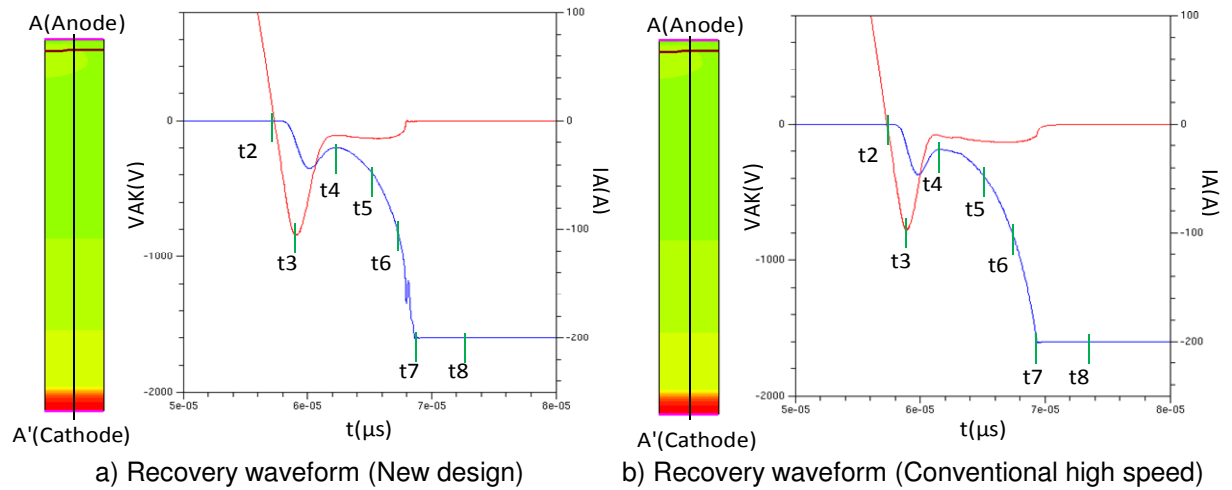 A(Anode)
A'(Cathode)
VAK(V)
0
-1000
-2000
100
0
-100
-200
IA(A)
t2
t3
t4
t5
t6
t7
t8
5e-05
6e-05
7e-05
8e-05
t(μs)
a) Recovery waveform (New design)
A(Anode)
A'(Cathode)
VAK(V)
0
-1000
-2000
100
0
-100
-200
IA(A)
t2
t3
t4
t5
t6
t7
t8
5e-05
6e-05
7e-05
8e-05
t(μs)
b) Recovery waveform (Conventional high speed)